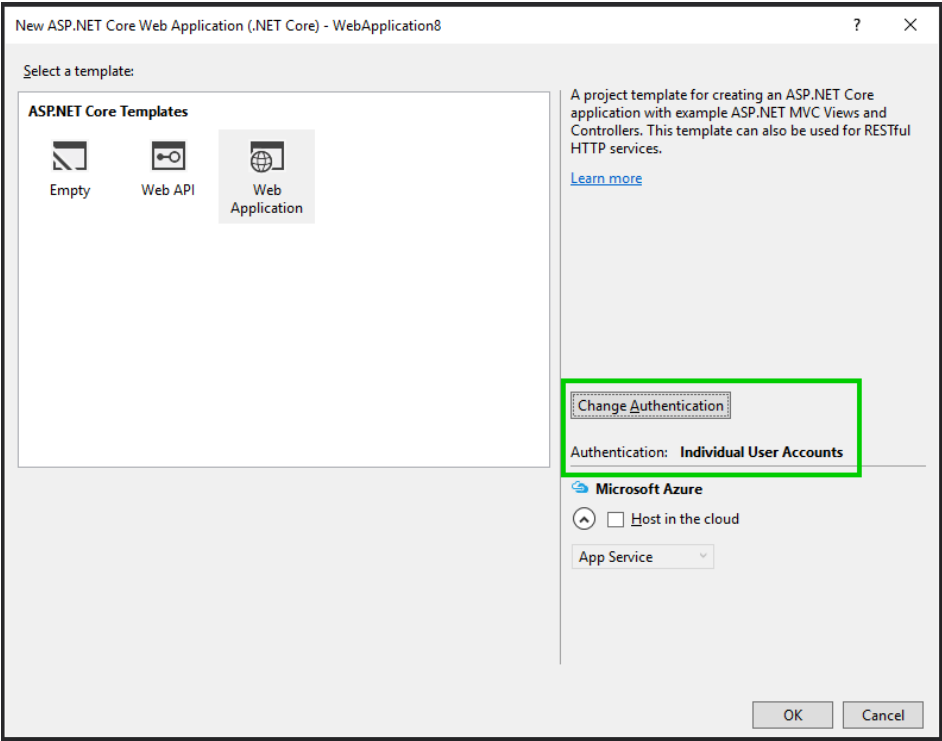 New ASP.NET Core Web Application (.NET Core) - WebApplication8
?
Select a template:
ASP.NET Core Templates
Empty
Web API
Web
Application
A project template for creating an ASP.NET Core
application with example ASP.NET MVC Views and
Controllers. This template can also be used for RESTful
HTTP services.
Learn more
Change Authentication
Authentication: Individual User Accounts
Microsoft Azure
Host in the cloud
App Service
OK
Cancel